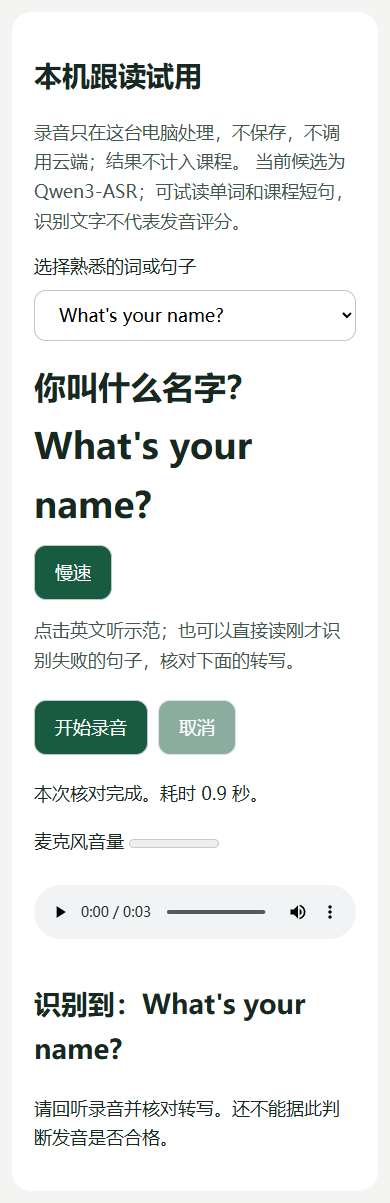 本机跟读试用
录音只在这台电脑处理，不保存，不调
用云端；结果不计入课程。 当前候选为
Qwen3-ASR；可试读单词和课程短句，
识别文字不代表发音评分。
选择熟悉的词或句子
What's your name?
你叫什么名字？
What's your
name?
慢速
点击英文听示范；也可以直接读刚才识
别失败的句子，核对下面的转写。
开始录音 取消
本次核对完成。耗时 0.9 秒。
麦克风音量
0:00 / 0:03
识别到：What's your
name?
请回听录音并核对转写。还不能据此判
断发音是否合格。